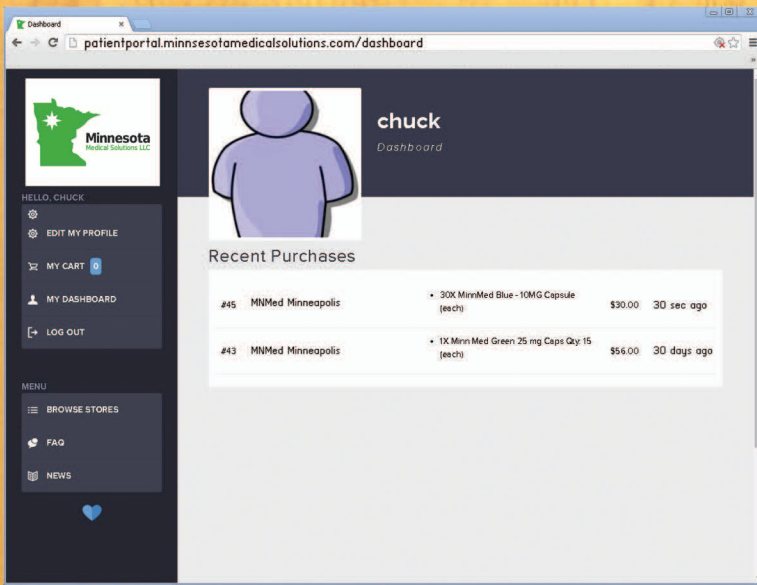 Dashboard x
patientportal.minnsesotamedicalsolutions.com/dashboard
Minnesota
Medical Solutions LLC
chuck
Dashboard
HELLO, CHUCK
EDIT MY PROFILE
MY CART 0
MY DASHBOARD
LOG OUT
MENU
BROWSE STORES
FAQ
NEWS
Recent Purchases
#45 MNMed Minneapolis • 30X MinnMed Blue - 10MG Capsule
(each) $30.00 30 sec ago
#43 MNMed Minneapolis • 1X Minn Med Green 25 mg Caps Qty: 15
(each) $56.00 30 days ago